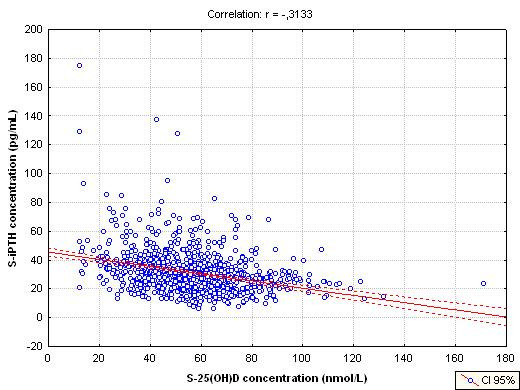 Correlation: r = -,3133
200
180
160
140
120
100
80
60
40
20
0
-20
S-iPTH concentration (pg/mL)
0 20 40 60 80 100 120 140 160 180
S-25(OH)D concentration (nmol/L)
CI 95%